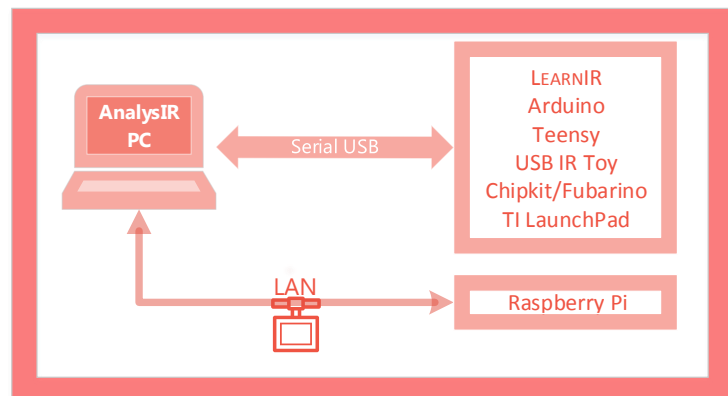 AnalysIR
PC
Serial USB
LEARNIR
Arduino
Teensy
USB IR Toy
Chipkit/Fubarino
TI LaunchPad
LAN
Raspberry Pi